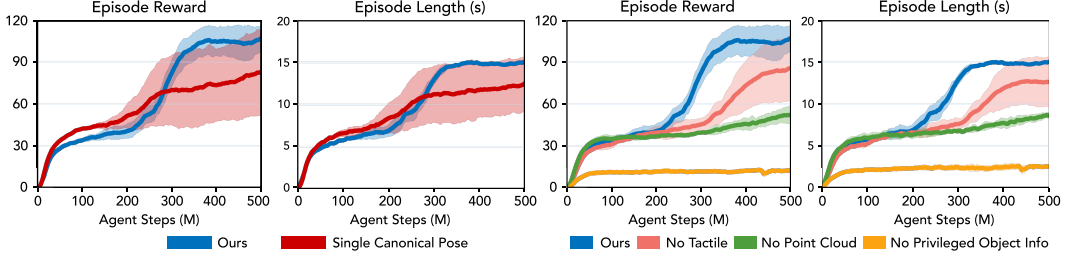 Episode Reward
120
90
60
30
0
100 200 300 400 500
Agent Steps (M)
Episode Length (s)
20
15
10
5
0
0 100 200 300 400 500
Agent Steps (M)
Ours Single Canonical Pose
Episode Reward
120
90
60
30
0
0 100 200 300 400 500
Agent Steps (M)
Episode Length (s)
20
15
10
5
0
0 100 200 300 400 500
Agent Steps (M)
Ours No Tactile No Point Cloud No Privileged Object Info